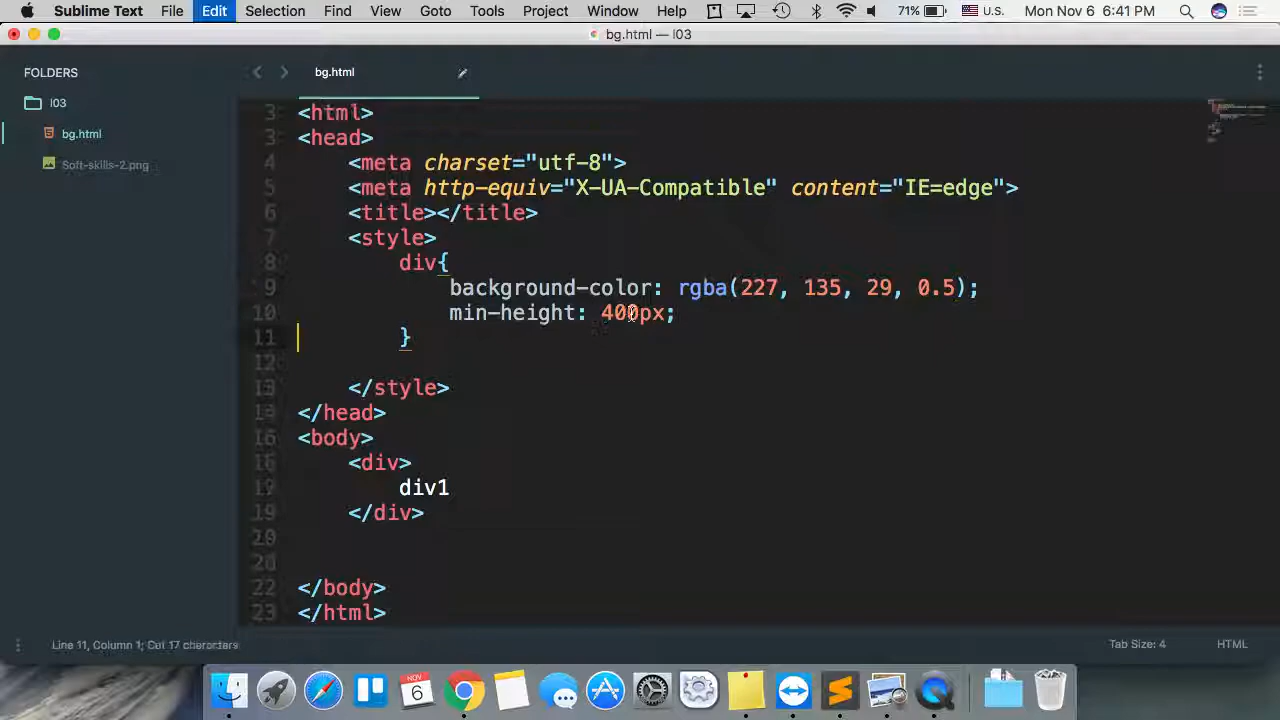 Sublime Text File Edit Selection Find View Goto Tools Project Window Help 71% U.S. Mon Nov 6 6:41 PM
bg.html — l03
FOLDERS
bg.html
l03
bg.html
Soft-skills-2.png
3 <html>
3 <head>
4 <meta charset="utf-8">
5 <meta http-equiv="X-UA-Compatible" content="IE=edge">
6 <title></title>
7 <style>
8 div{
9 background-color: rgba(227, 135, 29, 0.5);
10 min-height: 400px;
11 }
12
13 </style>
14 </head>
16 <body>
16 <div>
17 div1
19 </div>
20
20
22 </body>
23 </html>
Line 11, Column 1; Cut 17 characters
Tab Size: 4
HTML
NOV
6